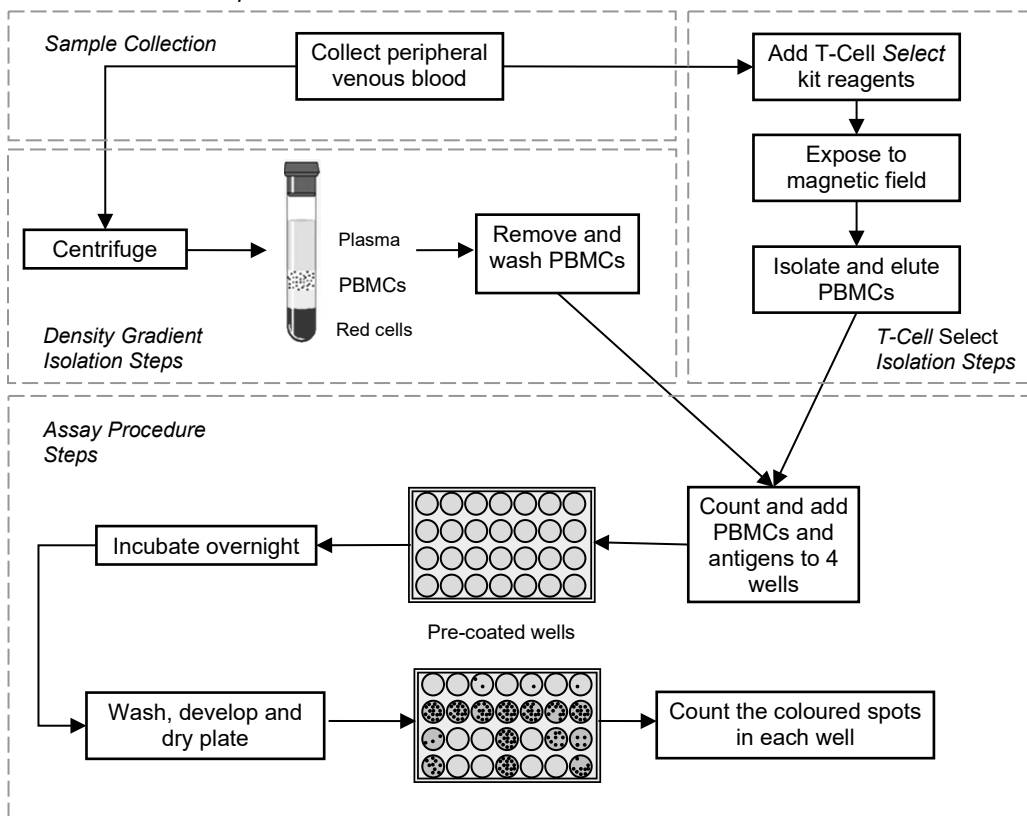 Sample Collection
Collect peripheral
venous blood
Add T-Cell Select
kit reagents
Expose to
magnetic field
Isolate and elute
PBMCs
T-Cell Select
Isolation Steps
Centrifuge
Plasma
PBMCs
Red cells
Remove and
wash PBMCs
Density Gradient
Isolation Steps
Assay Procedure
Steps
Count and add
PBMCs and
antigens to 4
wells
Pre-coated wells
Incubate overnight
Wash, develop and
dry plate
Count the coloured spots
in each well